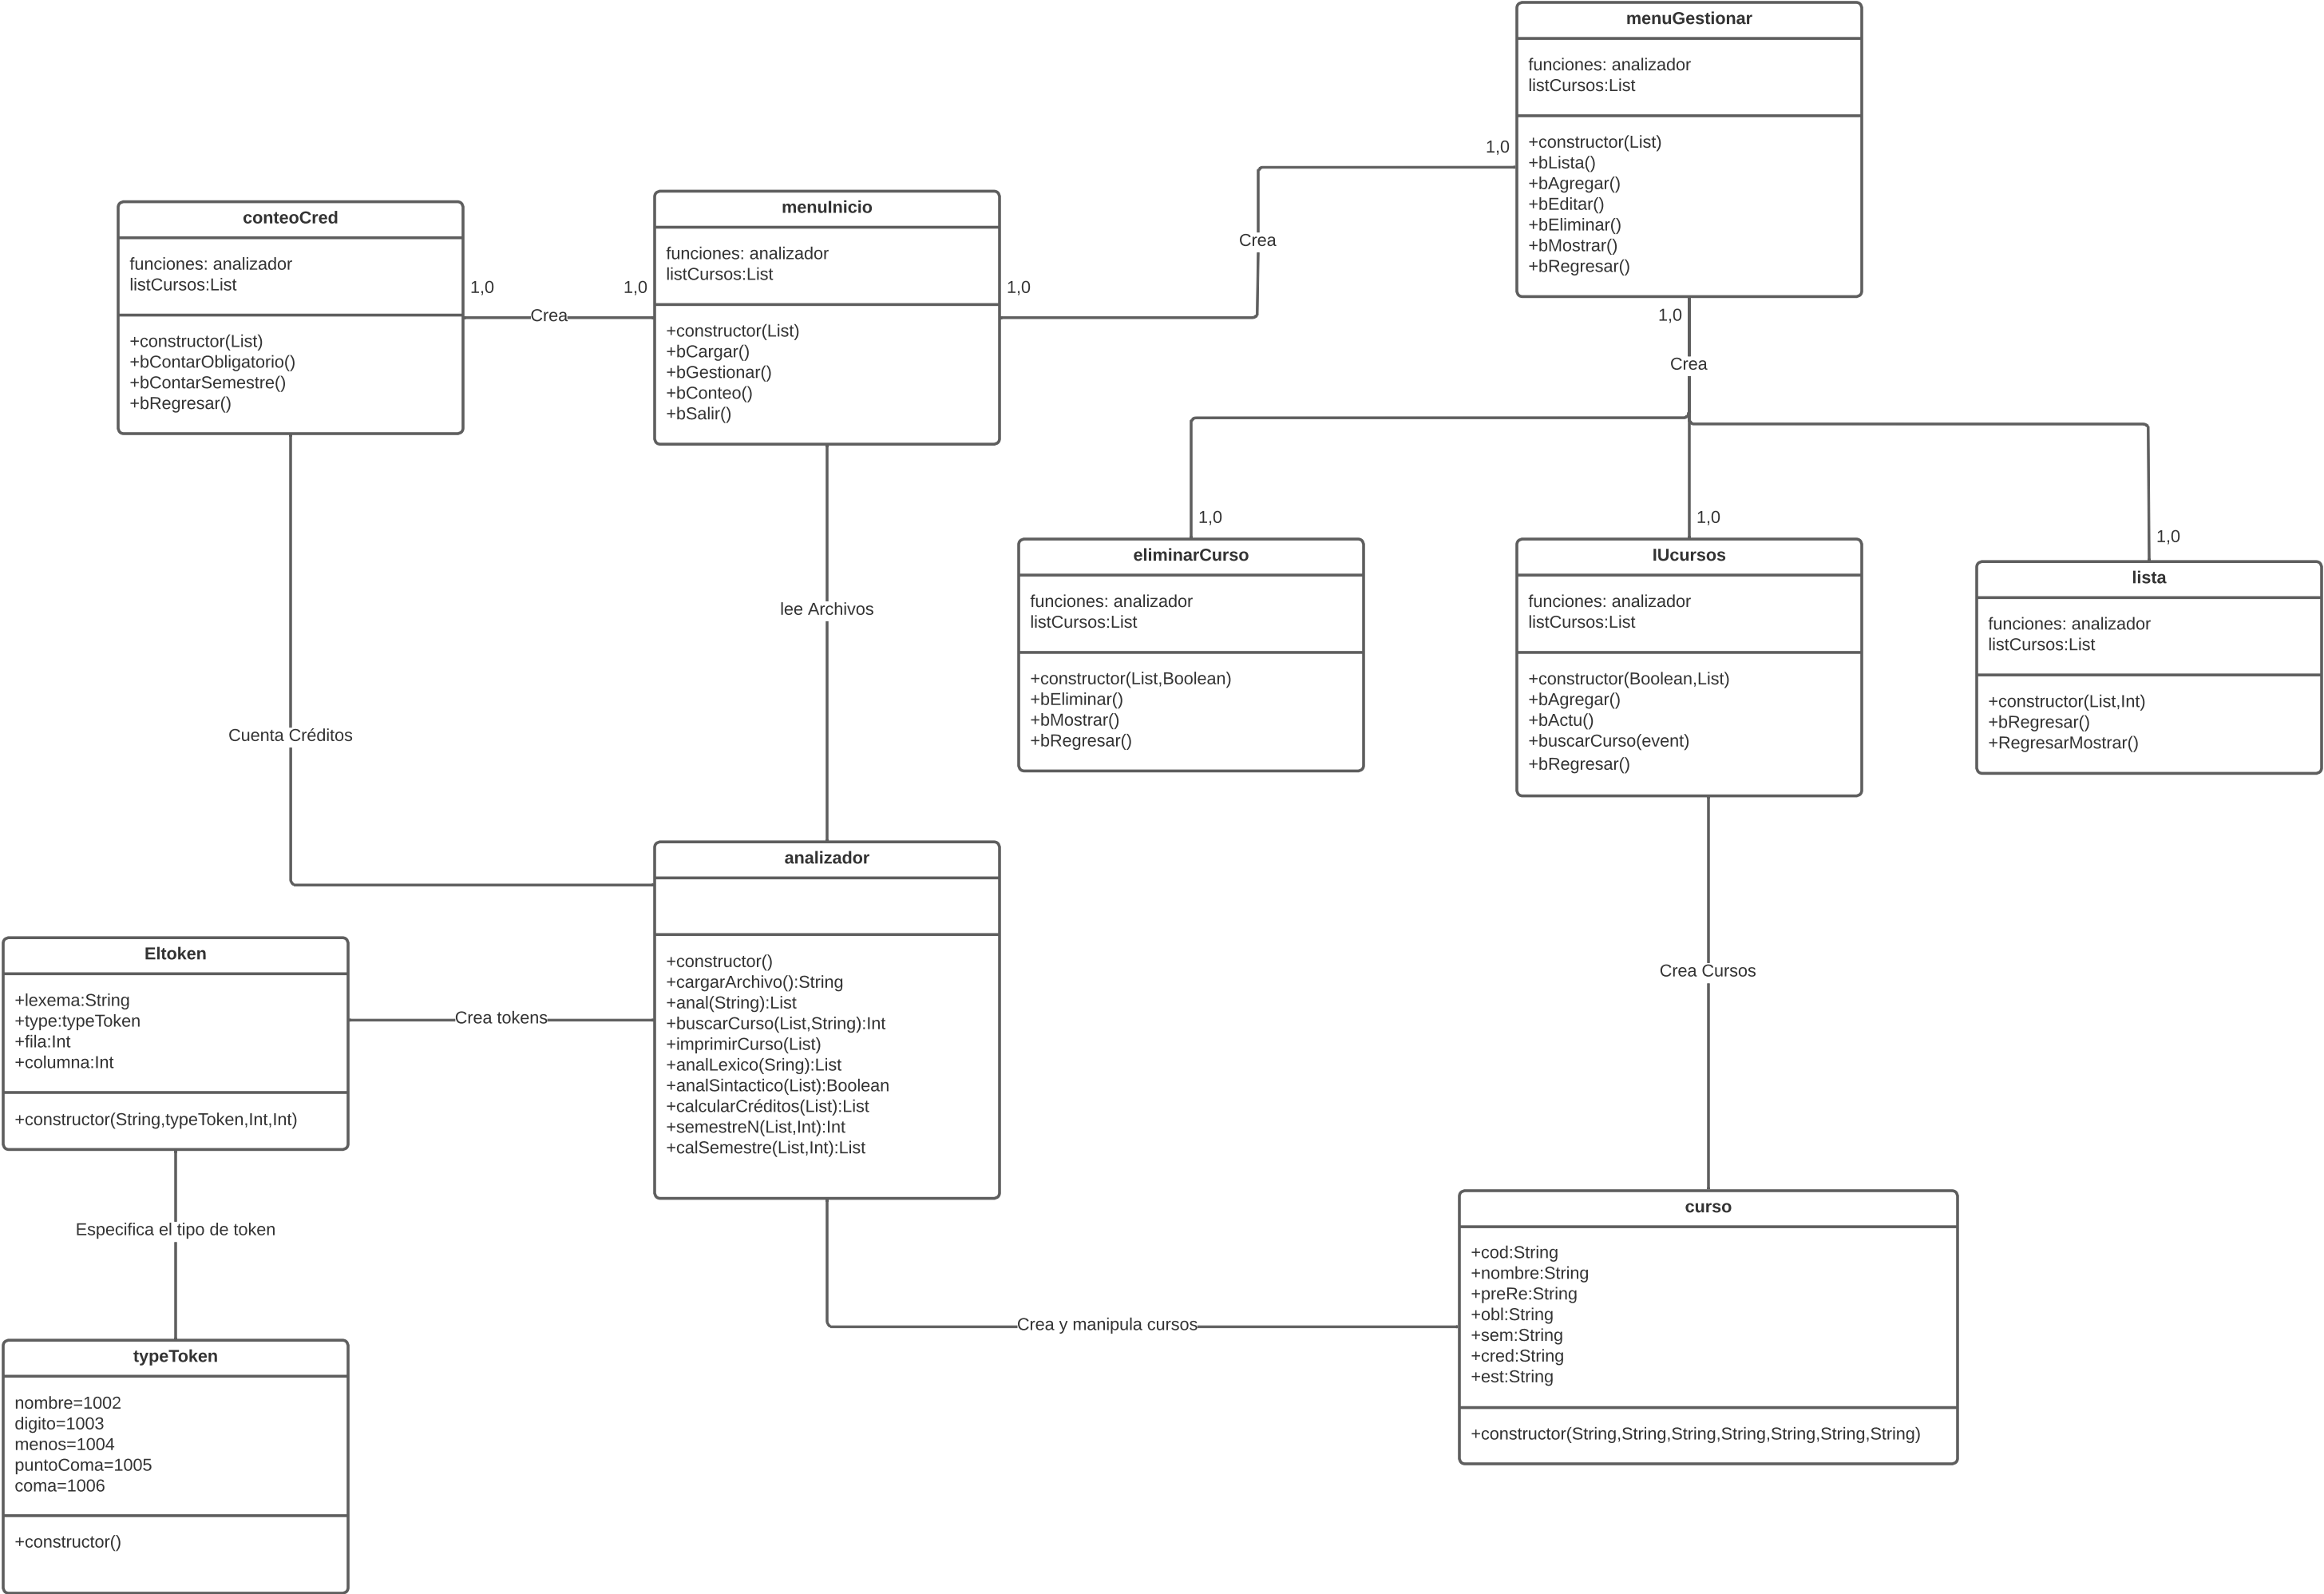 menuGestionar
funciones: analizador
listCursos:List
+constructor(List)
+bLista()
+bAgregar()
+bEditar()
+bEliminar()
+bMostrar()
+bRegresar()
1,0
Crea
conteoCred
funciones: analizador
listCursos:List
+constructor(List)
+bContarObligatorio()
+bContarSemestre()
+bRegresar()
1,0
Crea
1,0
menuInicio
funciones: analizador
listCursos:List
+constructor(List)
+bCargar()
+bGestionar()
+bConteo()
+bSalir()
1,0
1,0
Crea
1,0
1,0
1,0
eliminarCurso
funciones: analizador
listCursos:List
+constructor(List,Boolean)
+bEliminar()
+bMostrar()
+bRegresar()
IUcursos
funciones: analizador
listCursos:List
+constructor(Boolean,List)
+bAgregar()
+bActu()
+buscarCurso(event)
+bRegresar()
lista
funciones: analizador
listCursos:List
+constructor(List,Int)
+bRegresar()
+RegresarMostrar()
lee Archivos
Cuenta Créditos
analizador
+constructor()
+cargarArchivo():String
+anal(String):List
+buscarCurso(List,String):Int
+imprimirCurso(List)
+analLexico(Sring):List
+analSintactico(List):Boolean
+calcularCréditos(List):List
+semestreN(List,Int):Int
+calSemestre(List,Int):List
Eltoken
+lexema:String
+type:typeToken
+fila:Int
+columna:Int
+constructor(String,typeToken,Int,Int)
Crea tokens
Crea Cursos
Especifica el tipo de token
typeToken
nombre=1002
digito=1003
menos=1004
puntoComa=1005
coma=1006
+constructor()
Crea y manipula cursos
curso
+cod:String
+nombre:String
+preRe:String
+obl:String
+sem:String
+cred:String
+est:String
+constructor(String,String,String,String,String,String,String)